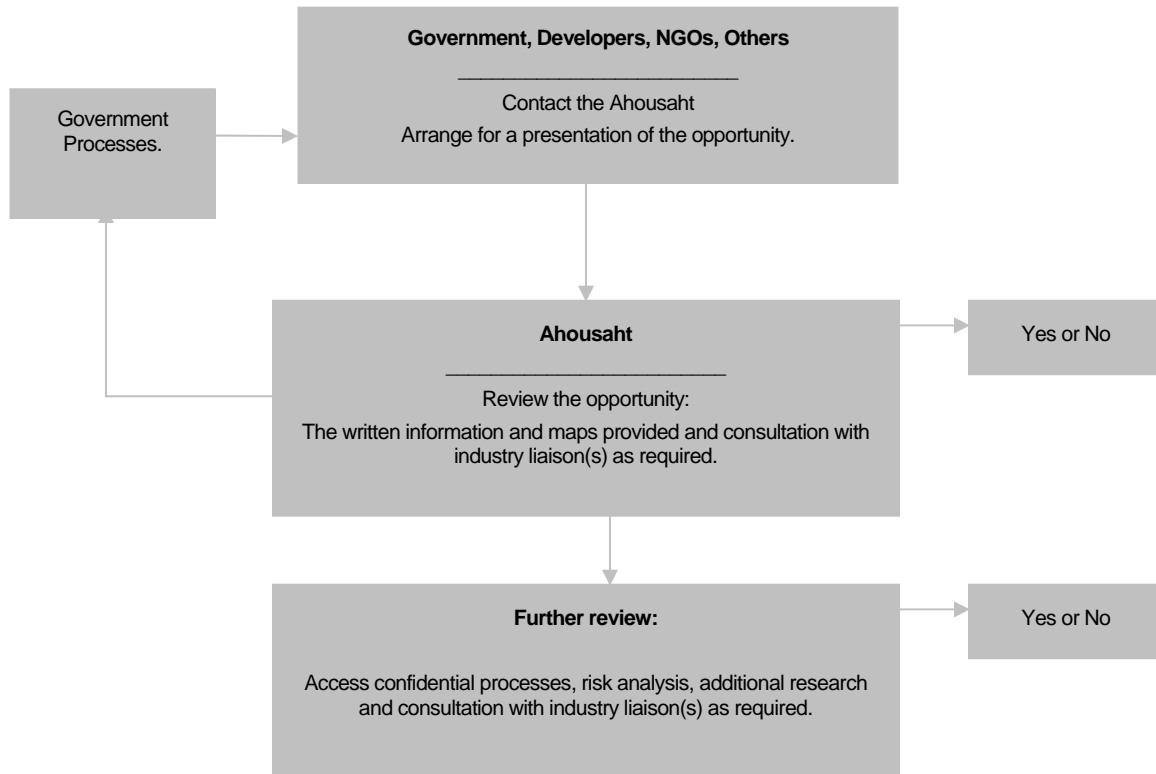 Government, Developers, NGOs, Others
Contact the Ahousaht
Arrange for a presentation of the opportunity.
Government
Processes.
Ahousaht
Review the opportunity:
The written information and maps provided and consultation with
industry liaison(s) as required.
Yes or No
Further review:
Access confidential processes, risk analysis, additional research
and consultation with industry liaison(s) as required.
Yes or No